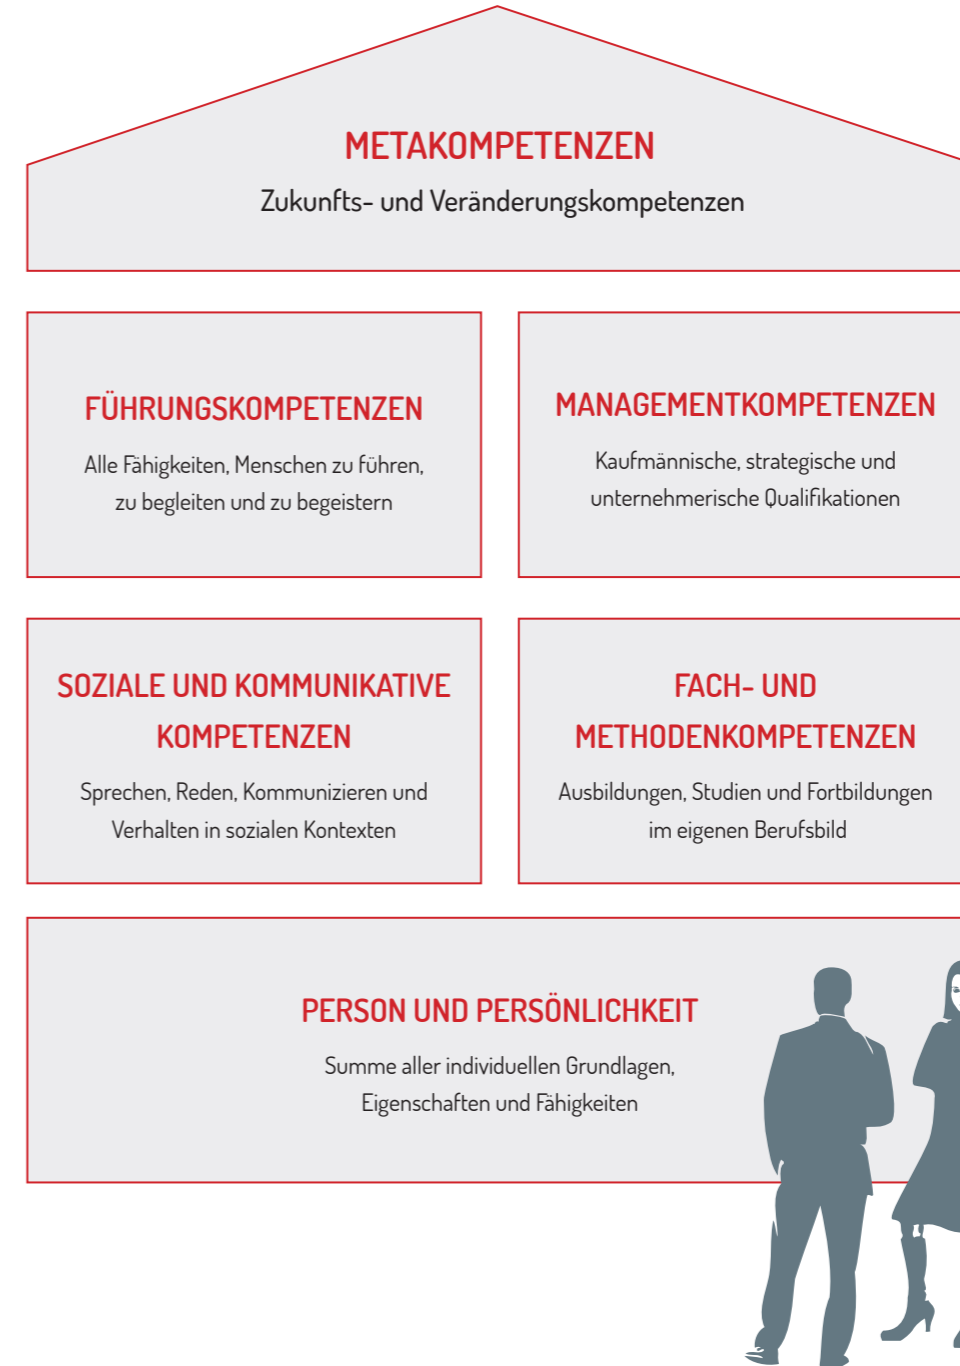 METAKOMPETENZEN
Zukunfts- und Veränderungskompetenzen
FÜHRUNGSKOMPETENZEN
Alle Fähigkeiten, Menschen zu führen,
zu begleiten und zu begeistern
MANAGEMENTKOMPETENZEN
Kaufmännische, strategische und
unternehmerische Qualifikationen
SOZIALE UND KOMMUNIKATIVE
KOMPETENZEN
Sprechen, Reden, Kommunizieren und
Verhalten in sozialen Kontexten
FACH- UND
METHODENKOMPETENZEN
Ausbildungen, Studien und Fortbildungen
im eigenen Berufsbild
PERSON UND PERSÖNLICHKEIT
Summe aller individuellen Grundlagen,
Eigenschaften und Fähigkeiten